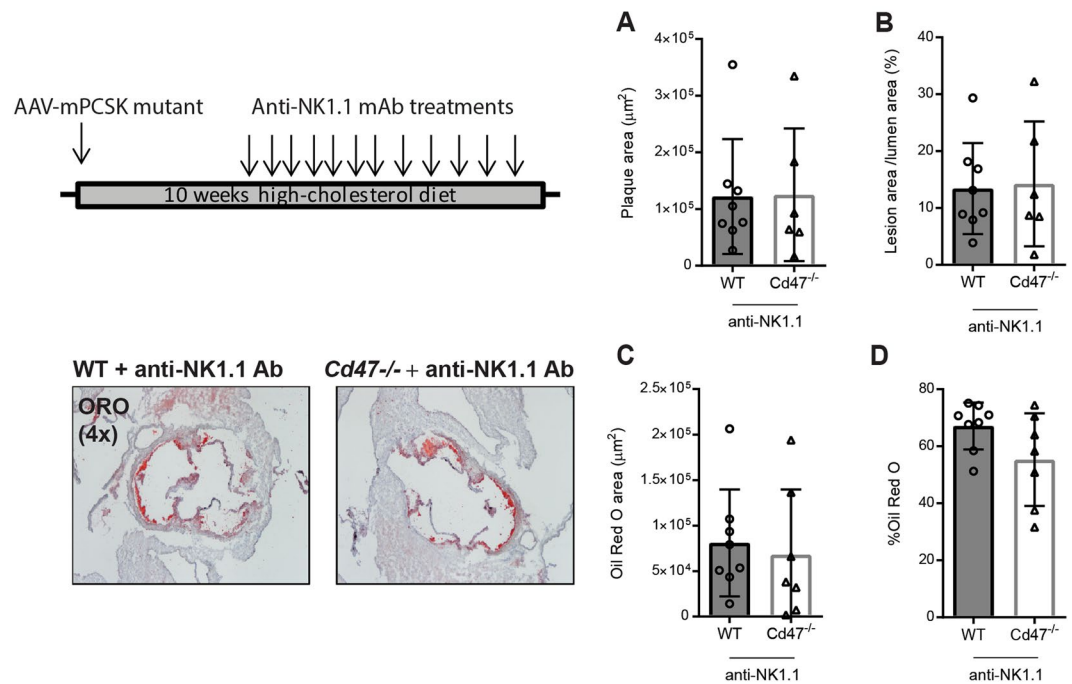 AAV-mPCSK mutant
Anti-NK1.1 mAb treatments
10 weeks high-cholesterol diet
WT + anti-NK1.1 Ab
Cd47-/- + anti-NK1.1 Ab
ORO
(4x)
A
Plaque area (μm²)
4×10⁵
3×10⁵
2×10⁵
1×10⁵
0
WT
Cd47⁻/⁻
anti-NK1.1
B
Lesion area /lumen area (%)
40
30
20
10
0
WT
Cd47⁻/⁻
anti-NK1.1
C
Oil Red O area (μm²)
2.5×10⁵
2×10⁵
1.5×10⁵
1×10⁵
5×10⁴
0
WT
Cd47⁻/⁻
anti-NK1.1
D
%Oil Red O
80
60
40
20
0
WT
Cd47⁻/⁻
anti-NK1.1